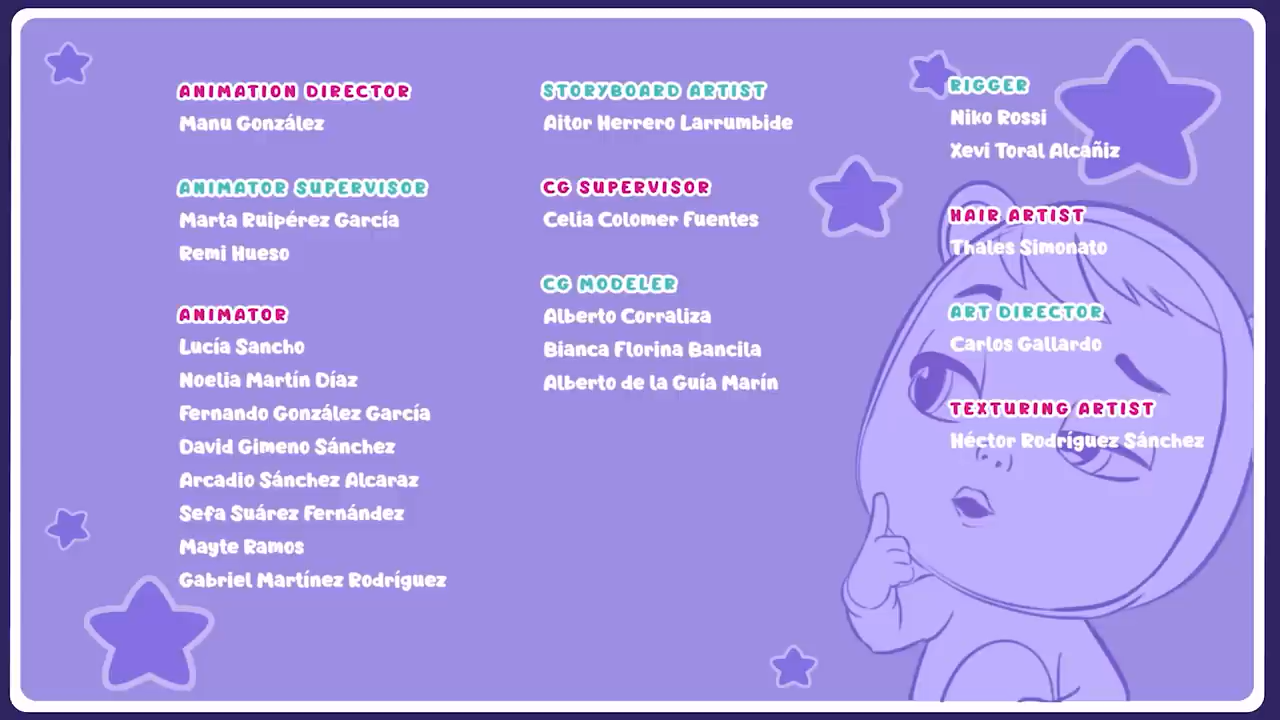 ANIMATION DIRECTOR
Manu González
ANIMATOR SUPERVISOR
Marta Ruipérez García
Remi Hueso
ANIMATOR
Lucía Sancho
Noelia Martín Díaz
Fernando González García
David Gimeno Sánchez
Arcadio Sánchez Alcaraz
Sefa Suárez Fernández
Mayte Ramos
Gabriel Martínez Rodríguez
STORYBOARD ARTIST
Aitor Herrero Larrumbide
CG SUPERVISOR
Celia Colomer Fuentes
CG MODELER
Alberto Corraliza
Bianca Florina Bancila
Alberto de la Guía Marín
RIGGER
Niko Rossi
Xevi Toral Alcañiz
HAIR ARTIST
Thales Simonato
ART DIRECTOR
Carlos Gallardo
TEXTURING ARTIST
Héctor Rodríguez Sánchez